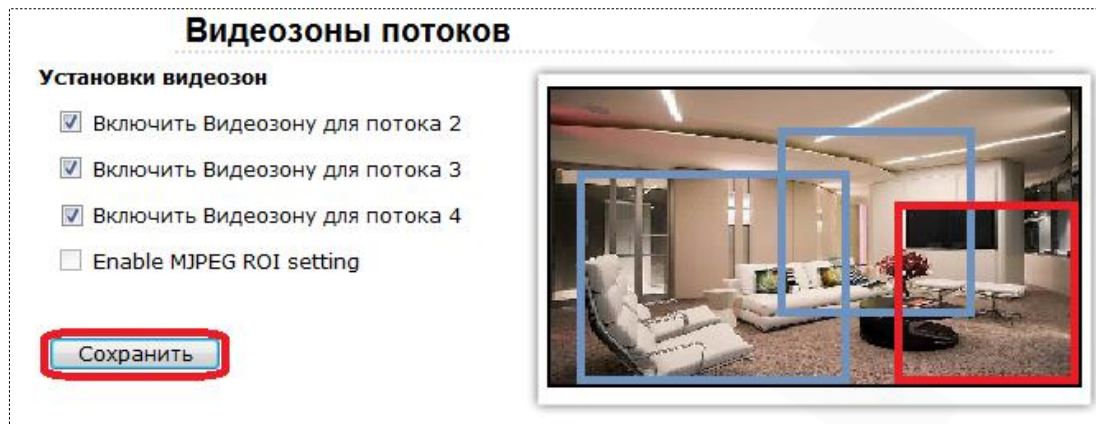 Видеозоны потоков
Установки видеозон
Включить Видеозону для потока 2
Включить Видеозону для потока 3
Включить Видеозону для потока 4
Enable MJPEG ROI setting
Сохранить